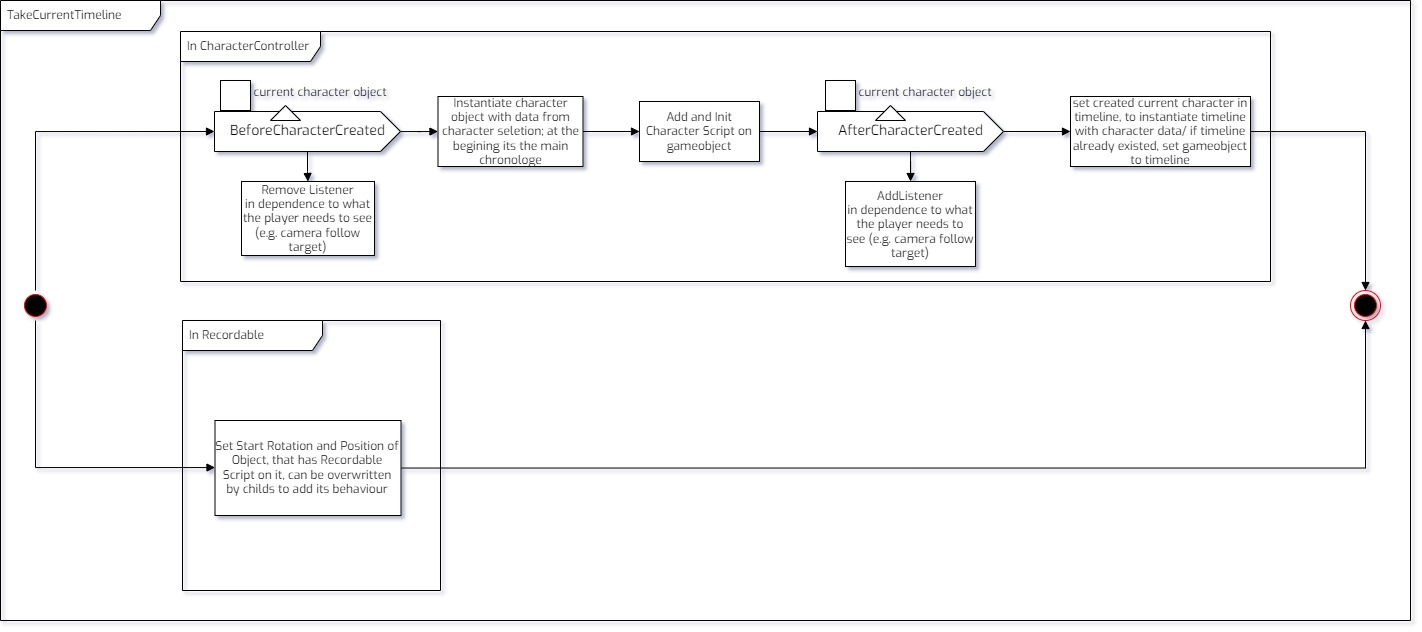 TakeCurrentTimeline
In CharacterController
current character object
BeforeCharacterCreated
Remove Listener
in dependence to what
the player needs to see
(e.g. camera follow
target)
Instantiate character
object with data from
character seletion; at the
begining its the main
chronologe
Add and Init
Character Script on
gameobject
current character object
AfterCharacterCreated
AddListener
in dependence to what
the player needs to
see (e.g. camera follow
target)
set created current character in
timeline, to instantiate timeline
with character data/ if timeline
already existed, set gameobject
to timeline
In Recordable
Set Start Rotation and Position of
Object, that has Recordable
Script on it, can be overwritten
by childs to add its behaviour